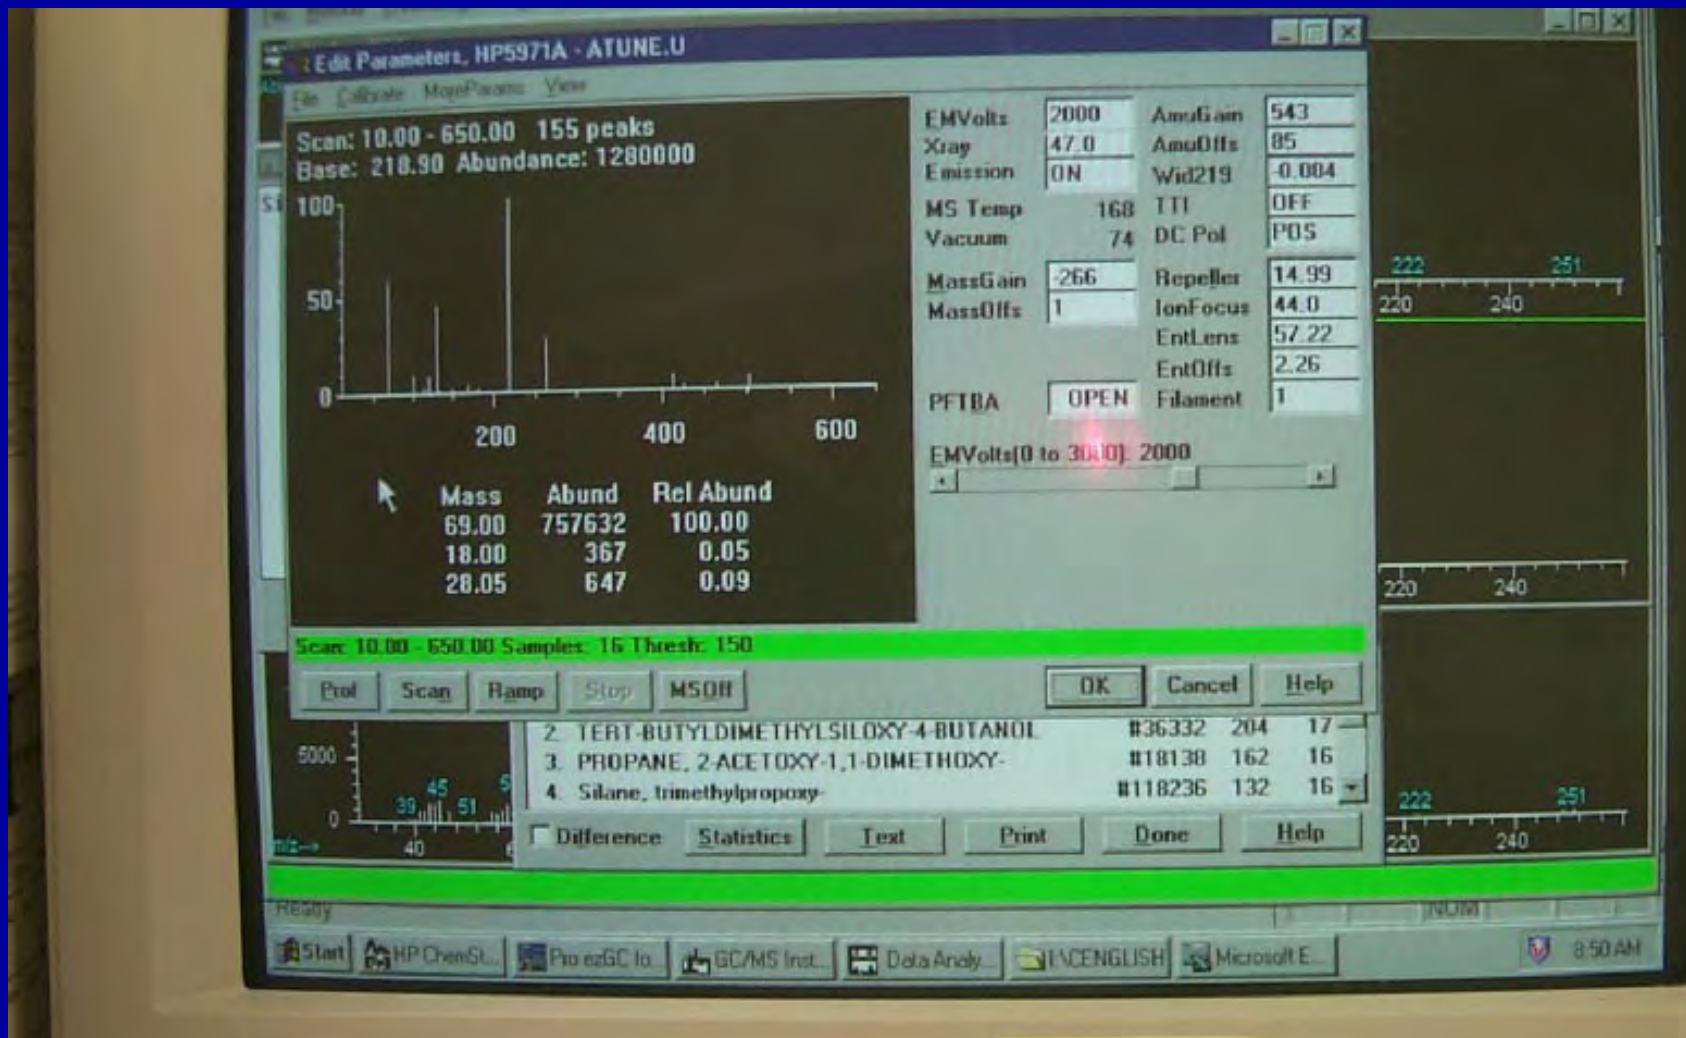 Edit Parameters, HP5971A - ATUNE.U
File Calibrate MoreParams View
Scan: 10.00 - 650.00 155 peaks
Base: 218.90 Abundance: 1280000
100
50
0
200 400 600
Mass Abund Rel Abund
69.00 757632 100.00
18.00 367 0.05
28.05 647 0.09
EMVolts 2000 AmuGain 543
Xray 47.0 AmuOffs 85
Emission ON Wid219 -0.004
MS Temp 168 TTI OFF
Vacuum 74 DC Pol POS
MassGain -266 Repeller 14.99
MassOffs 1 IonFocus 44.0
EntLens 57.22
EntOffs 2.26
PFTBA OPEN Filament 1
EMVolts[0 to 3000]: 2000
Scan: 10.00 - 650.00 Samples: 16 Thresh: 150
Prof Scan Ramp Stop MSOff OK Cancel Help
222 251
220 240
220 240
2. TERT-BUTYLDIMETHYLSILOXY-4-BUTANOL #36332 204 17
3. PROPANE, 2-ACETOXY-1,1-DIMETHOXY- #18138 162 16
4. Silane, trimethylpropoxy- #118236 132 16
5000
0
39 45 51
m/z-->
40
Difference Statistics Text Print Done Help
222 251
220 240
Ready NUM
Start HP ChemSt... Pro ezGC fo... GC/MS Inst... Data Analy... I:\CENGLISH Microsoft E... 8:50 AM